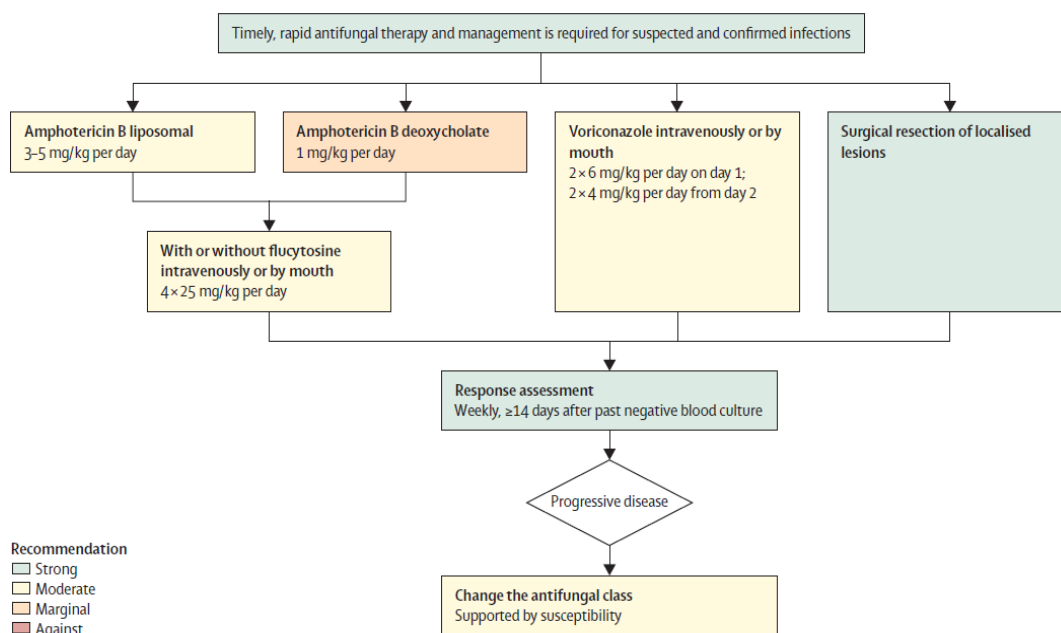 Timely, rapid antifungal therapy and management is required for suspected and confirmed infections
Amphotericin B liposomal
3–5 mg/kg per day
Amphotericin B deoxycholate
1 mg/kg per day
Voriconazole intravenously or by
mouth
2 × 6 mg/kg per day on day 1;
2 × 4 mg/kg per day from day 2
Surgical resection of localised
lesions
With or without flucytosine
intravenously or by mouth
4 × 25 mg/kg per day
Response assessment
Weekly, ≥14 days after past negative blood culture
Progressive disease
Change the antifungal class
Supported by susceptibility
Recommendation
Strong
Moderate
Marginal
Against